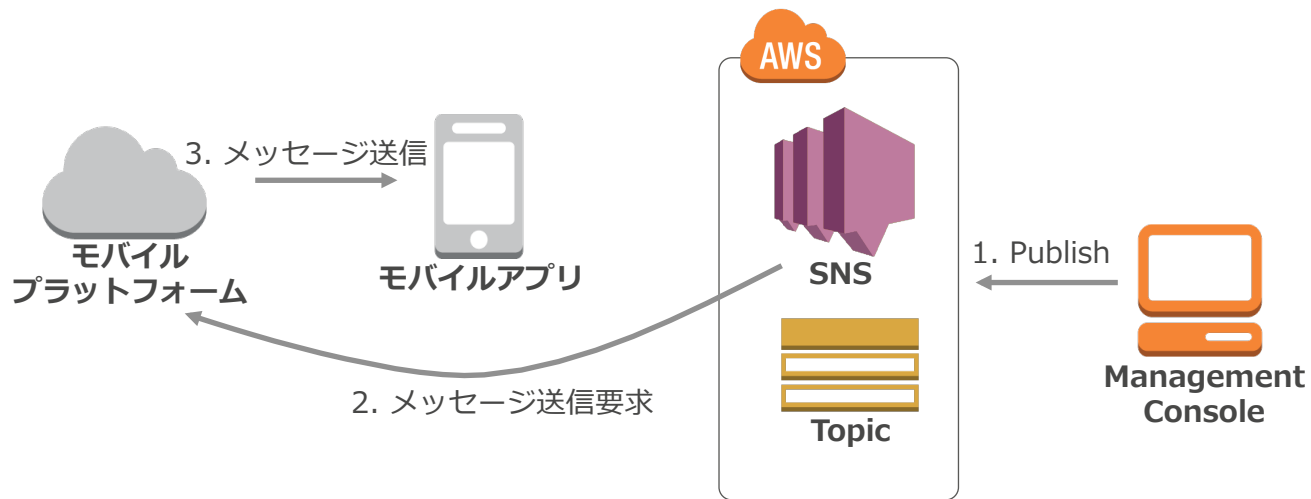 AWS
3. メッセージ送信
モバイル
プラットフォーム
モバイルアプリ
SNS
1. Publish
2. メッセージ送信要求
Topic
Management
Console